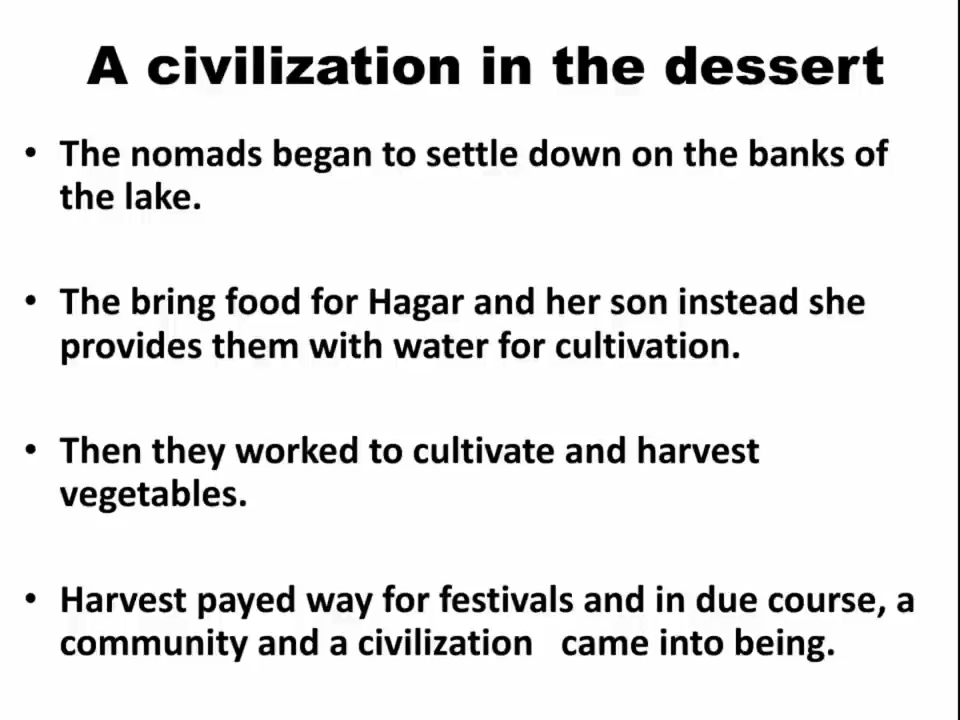 A civilization in the dessert
• The nomads began to settle down on the banks of
the lake.
• The bring food for Hagar and her son instead she
provides them with water for cultivation.
• Then they worked to cultivate and harvest
vegetables.
• Harvest payed way for festivals and in due course, a
community and a civilization   came into being.